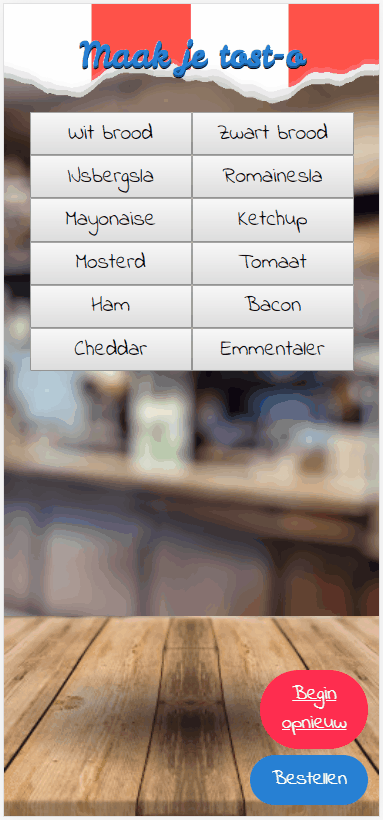 Maak je tost-o
Wit brood
Zwart brood
IJsbergsla
Romainesla
Mayonaise
Ketchup
Mosterd
Tomaat
Ham
Bacon
Cheddar
Emmentaler
Begin
opnieuw
Bestellen